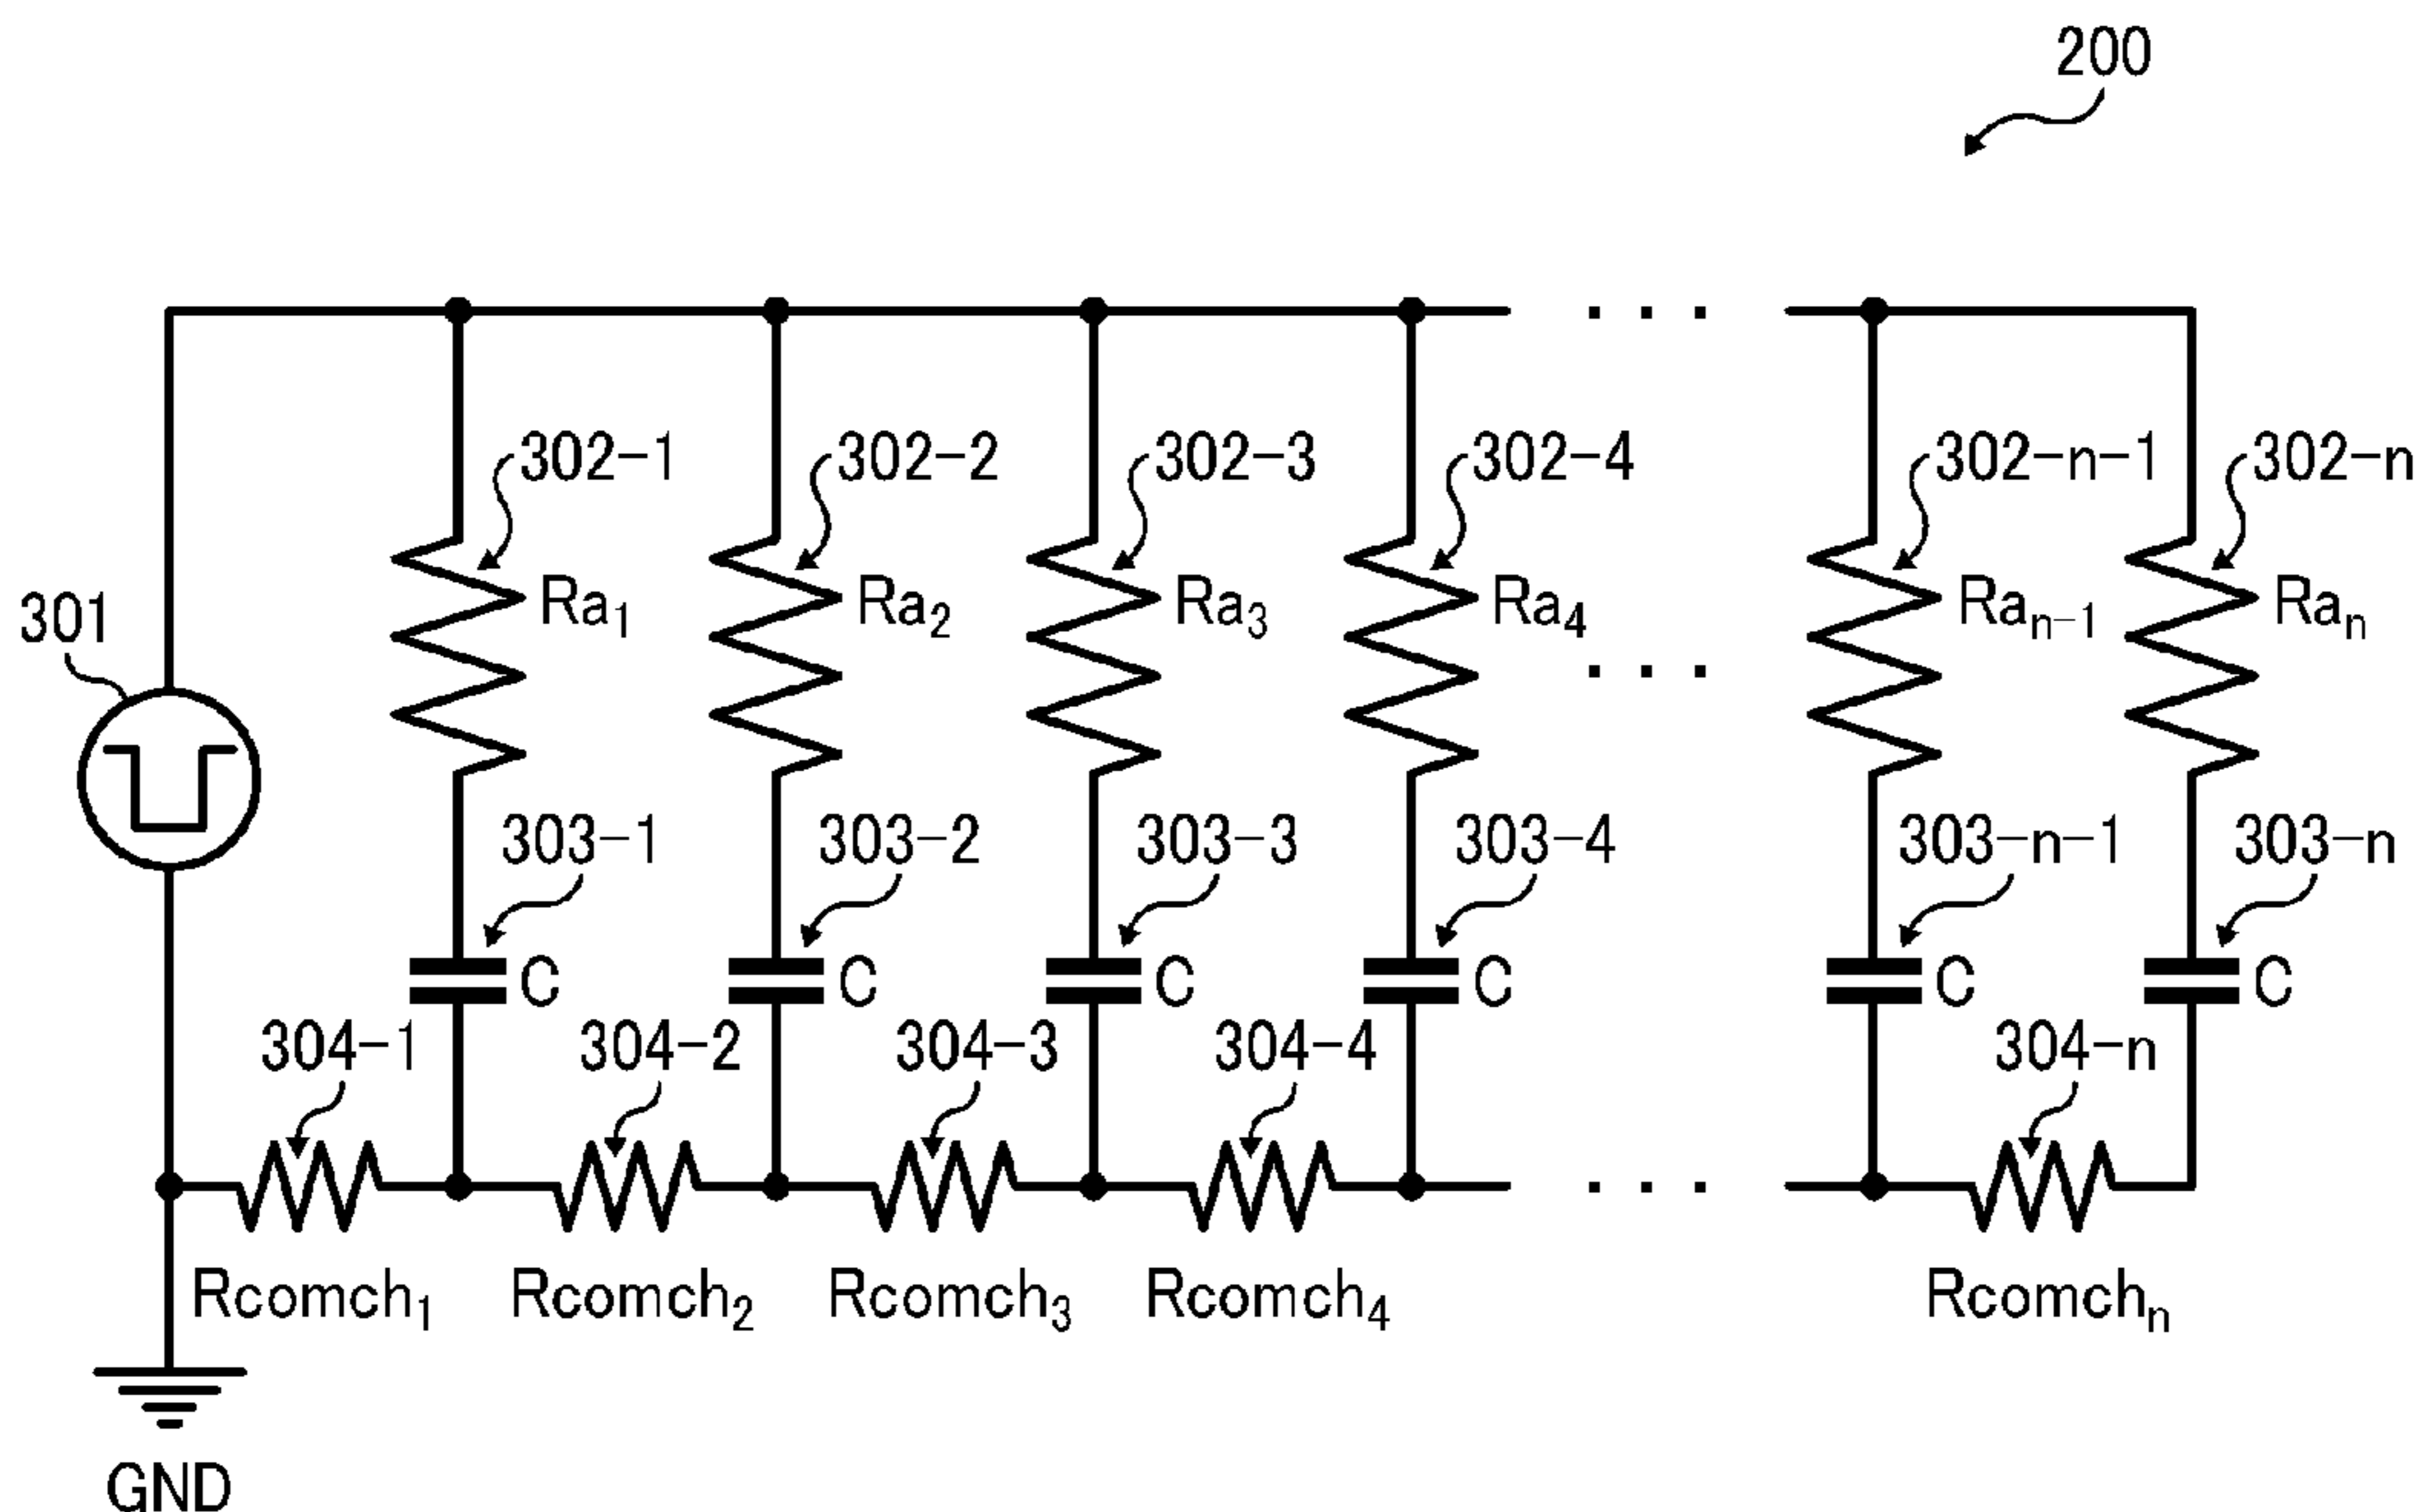 200
302-1 302-2 302-3 302-4 302-n-1 302-n
301 Ra1 Ra2 Ra3 Ra4 Ran-1 Ran
. . .
. . .
303-1 303-2 303-3 303-4 303-n-1 303-n
C C C C C C
304-1 304-2 304-3 304-4 304-n
. . .
Rcomch1 Rcomch2 Rcomch3 Rcomch4 Rcomchn
GND